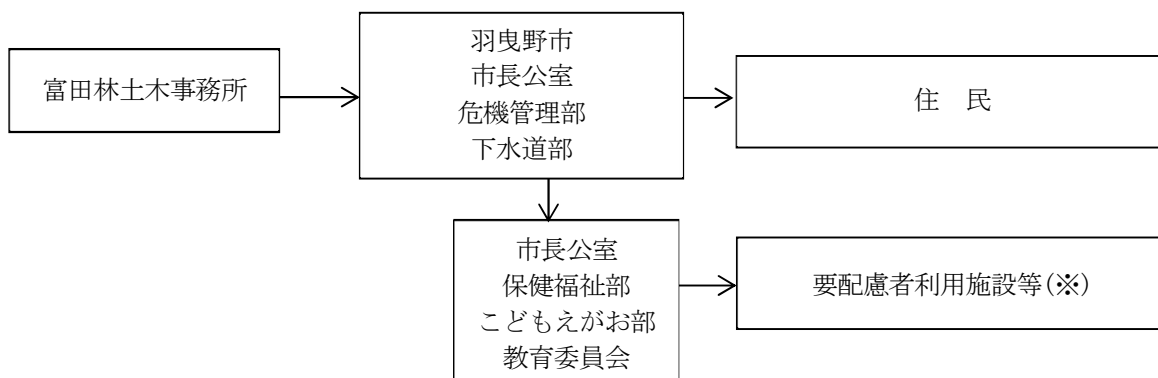 富田林土木事務所
羽曳野市
市長公室
危機管理部
下水道部
住　民
市長公室
保健福祉部
こどもえがお部
教育委員会
要配慮者利用施設等(※)